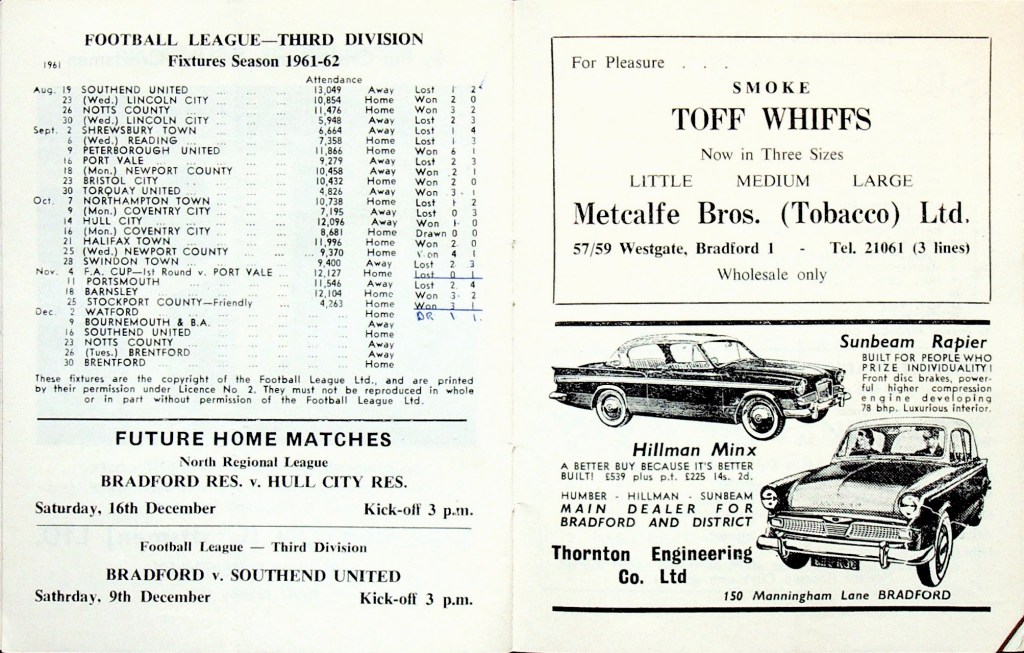 FOOTBALL LEAGUE—THIRD DIVISION
1961 Fixtures Season 1961-62
Attendance
Aug. 19 SOUTHEND UNITED ... ... 13,049 Away Lost 1 2
23 (Wed.) LINCOLN CITY ... ... 10,854 Home Won 2 0
26 NOTTS COUNTY ... ... ... 11,476 Home Won 3 2
30 (Wed.) LINCOLN CITY ... ... 5,948 Away Lost 2 3
Sept. 2 SHREWSBURY TOWN ... ... 6,664 Away Lost 1 4
6 (Wed.) READING ... ... ... 7,358 Home Lost 1 3
9 PETERBOROUGH UNITED ... ... 11,866 Home Won 6 1
16 PORT VALE ... ... ... 9,279 Away Lost 2 3
18 (Mon.) NEWPORT COUNTY ... ... 10,458 Away Won 2 1
23 BRISTOL CITY ... ... ... 10,432 Home Won 2 0
30 TORQUAY UNITED ... ... ... 4,826 Away Won 3 1
Oct. 7 NORTHAMPTON TOWN ... ... 10,738 Home Lost 1 2
9 (Mon.) COVENTRY CITY ... ... 7,195 Away Lost 0 3
14 HULL CITY ... ... ... 12,096 Away Won 1 0
16 (Mon.) COVENTRY CITY ... ... 8,681 Home Drawn 0 0
21 HALIFAX TOWN ... ... ... 11,996 Home Won 2 0
25 (Wed.) NEWPORT COUNTY ... ... 9,370 Home Won 4 1
28 SWINDON TOWN ... ... ... 9,400 Away Lost 2 3
Nov. 4 F.A. CUP—1st Round v. PORT VALE ... 12,127 Home Lost 0 1
11 PORTSMOUTH ... ... ... 11,546 Away Lost 2 4
18 BARNSLEY ... ... ... 12,104 Home Won 3 2
25 STOCKPORT COUNTY—Friendly ... 4,263 Home Won 3 1
Dec. 2 WATFORD ... ... ... Home DR 1 1.
9 BOURNEMOUTH & B.A. ... ... Away
16 SOUTHEND UNITED ... ... Home
23 NOTTS COUNTY ... ... ... Away
26 (Tues.) BRENTFORD ... ... Away
30 BRENTFORD ... ... ... Home
These fixtures are the copyright of the Football League Ltd., and are printed
by their permission under Licence No. 2. They must not be reproduced in whole
or in part without permission of the Football League Ltd.
FUTURE HOME MATCHES
North Regional League
BRADFORD RES. v. HULL CITY RES.
Saturday, 16th December Kick-off 3 p.m.
Football League — Third Division
BRADFORD v. SOUTHEND UNITED
Sathrday, 9th December Kick-off 3 p.m.
For Pleasure . . .
SMOKE
TOFF WHIFFS
Now in Three Sizes
LITTLE MEDIUM LARGE
Metcalfe Bros. (Tobacco) Ltd.
57/59 Westgate, Bradford 1 - Tel. 21061 (3 lines)
Wholesale only
Sunbeam Rapier
BUILT FOR PEOPLE WHO
PRIZE INDIVIDUALITY!
Front disc brakes, power-
ful higher compression
engine developing
78 bhp. Luxurious interior.
Hillman Minx
A BETTER BUY BECAUSE IT'S BETTER
BUILT! £539 plus p.t. £225 14s. 2d.
HUMBER - HILLMAN - SUNBEAM
MAIN DEALER FOR
BRADFORD AND DISTRICT
Thornton Engineering
Co. Ltd
150 Manningham Lane BRADFORD